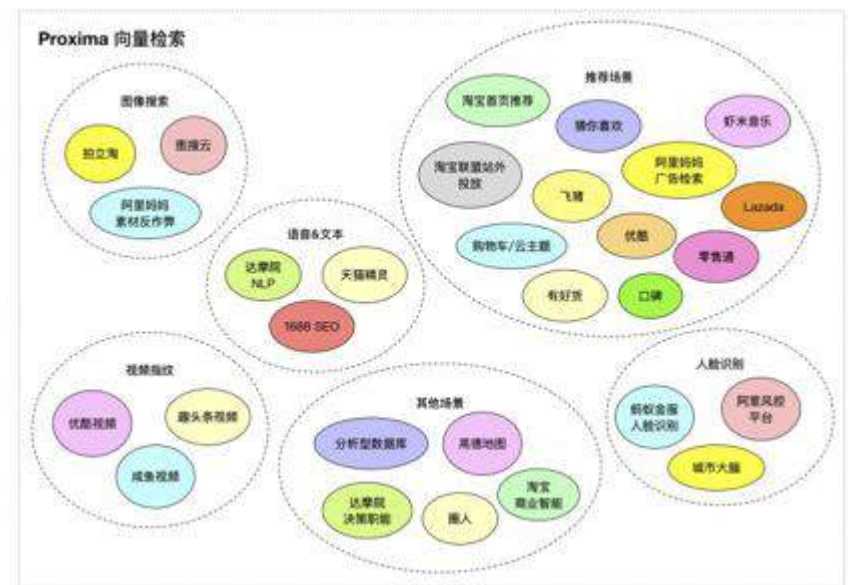 Proxima 向量检索
图像搜索
拍立淘
图搜云
阿里妈妈
素材反作弊
推荐场景
淘宝首页推荐
猜你喜欢
虾米音乐
淘宝联盟站外
投放
阿里妈妈
广告检索
飞猪
Lazada
购物车/云主题
优酷
零售通
有好货
口碑
语音&文本
达摩院
NLP
天猫精灵
1688 SEO
视频指纹
优酷视频
趣头条视频
咸鱼视频
其他场景
分析型数据库
高德地图
达摩院
决策职能
圈人
淘宝
商业智能
人脸识别
蚂蚁金服
人脸识别
阿里风控
平台
城市大脑